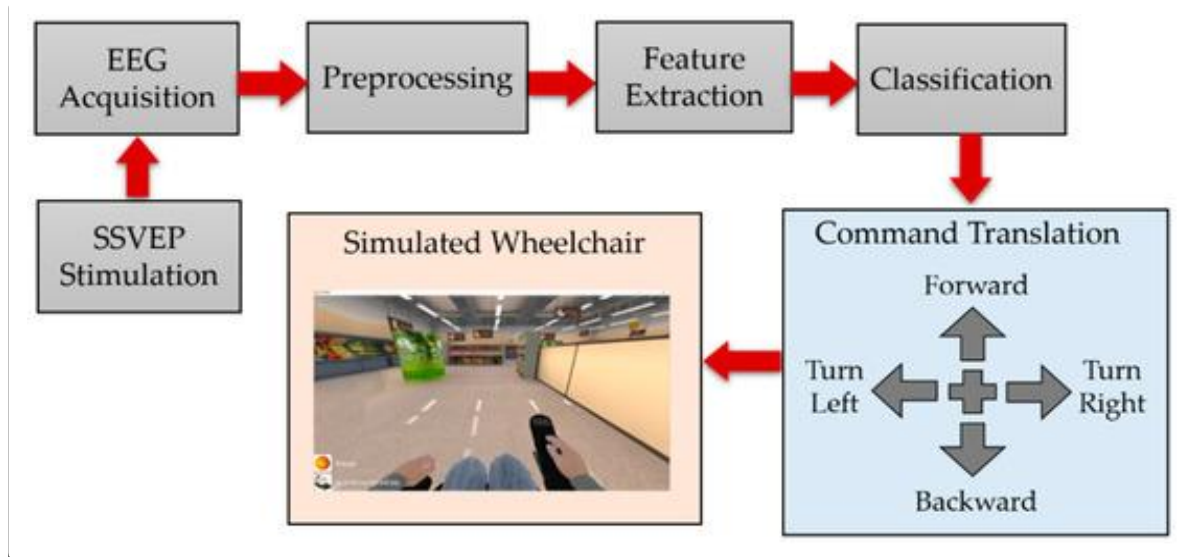 EEG
Acquisition
Preprocessing
Feature
Extraction
Classification
SSVEP
Stimulation
Simulated Wheelchair
Command Translation
Forward
Turn
Left
Turn
Right
Backward